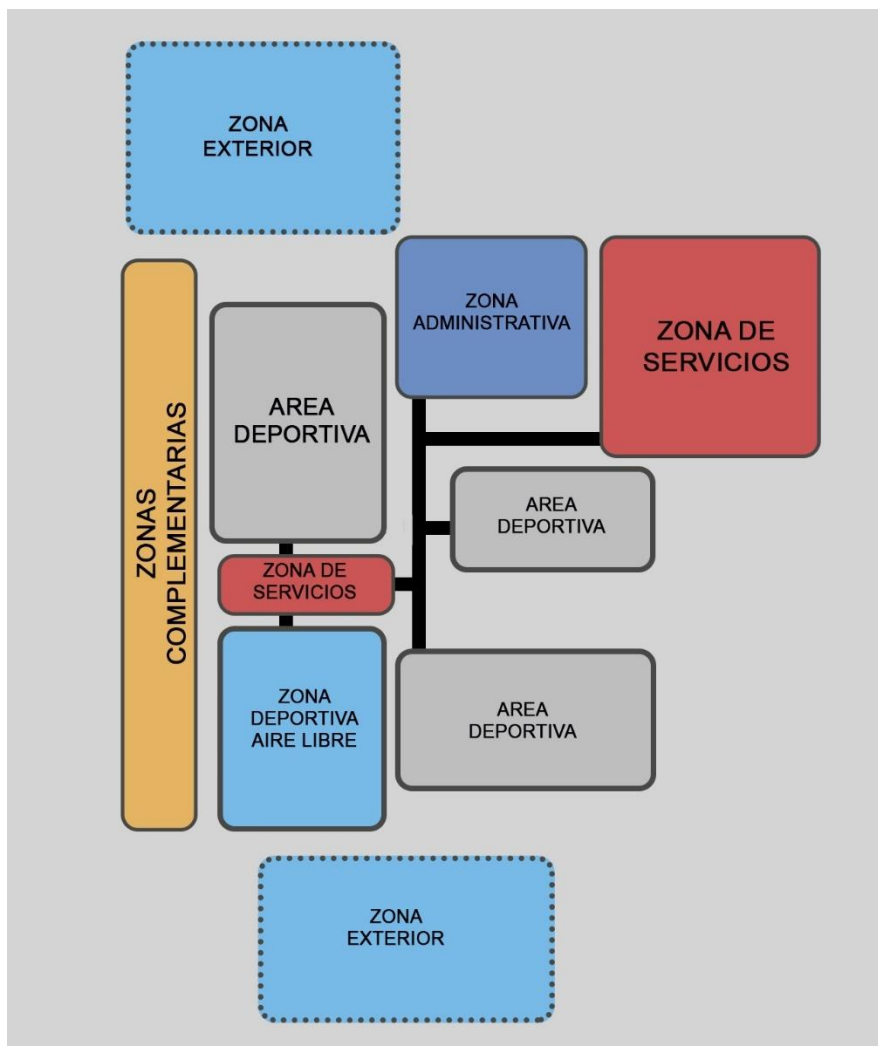 ZONA
EXTERIOR
ZONA
ADMINISTRATIVA
ZONA DE
SERVICIOS
ZONAS
COMPLEMENTARIAS
AREA
DEPORTIVA
AREA
DEPORTIVA
ZONA DE
SERVICIOS
ZONA
DEPORTIVA
AIRE LIBRE
AREA
DEPORTIVA
ZONA
EXTERIOR